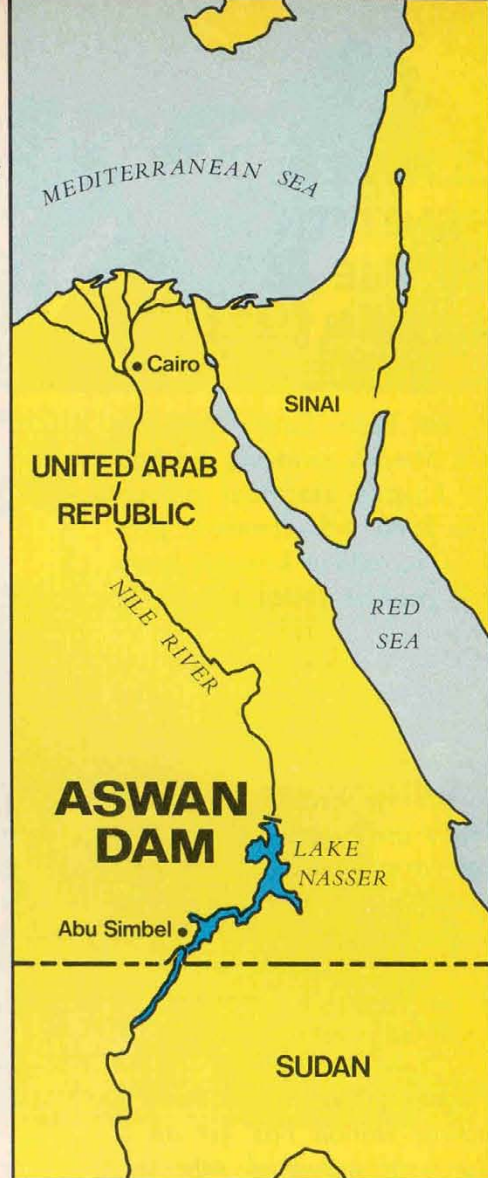 MEDITERRANEAN SEA
Cairo
SINAI
UNITED ARAB
REPUBLIC
NILE RIVER
RED
SEA
ASWAN
DAM
LAKE
NASSER
Abu Simbel
SUDAN